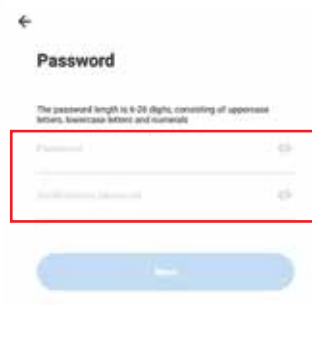 Password
The password length is 6-20 digits, consisting of uppercase
letters, lowercase letters and numerals
Password
Next